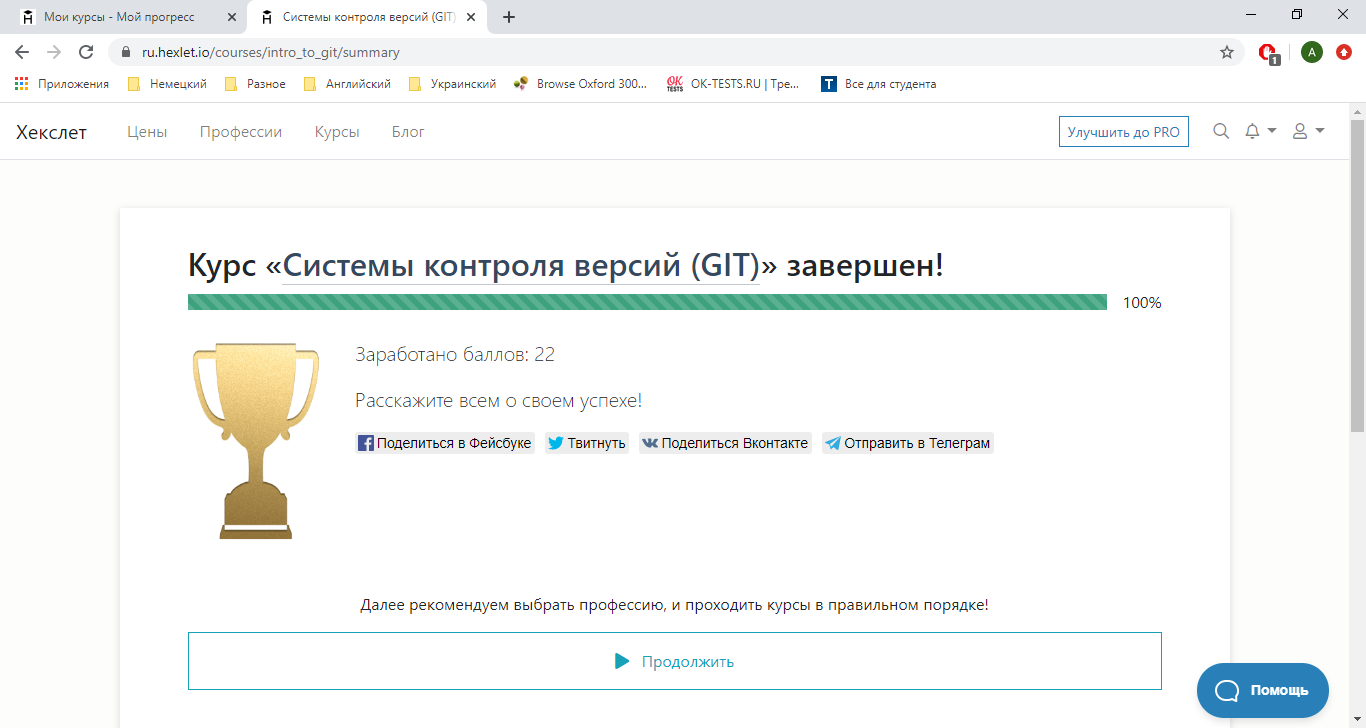 Мои курсы - Мой прогресс
Системы контроля версий (GIT)
ru.hexlet.io/courses/intro_to_git/summary
1
A
Приложения Немецкий Разное Английский Украинский Browse Oxford 300... OK TESTS OK-TESTS.RU | Тре... T Все для студента
Хекслет Цены Профессии Курсы Блог Улучшить до PRO
Курс «Системы контроля версий (GIT)» завершен!
100%
Заработано баллов: 22
Расскажите всем о своем успехе!
Поделиться в Фейсбуке Твитнуть Поделиться Вконтакте Отправить в Телеграм
Далее рекомендуем выбрать профессию, и проходить курсы в правильном порядке!
Продолжить
Помощь